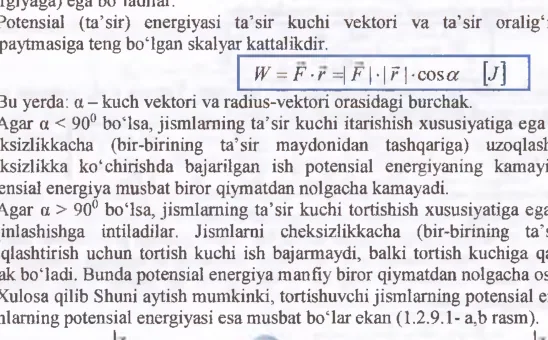 Potensial (ta’sir) energiyasi ta’sir kuchi vektori va ta’sir oralig‘
paytmasiga teng bo‘lgan skalyar kattalikdir.
W = F⃗ · r⃗ =| F⃗ | · | r⃗ | · cos α [J]
Bu yerda: α – kuch vektori va radius-vektori orasidagi burchak.
Agar α < 90⁰ bo‘lsa, jismlarning ta’sir kuchi itarishish xususiyatiga ega
ksizlikkacha (bir-birining ta’sir maydonidan tashqariga) uzoqlash
ksizlikka ko‘chirishda bajarilgan ish potensial energiyaning kamayi
ensial energiya musbat biror qiymatdan nolgacha kamayadi.
Agar α > 90⁰ bo‘lsa, jismlarning ta’sir kuchi tortishish xususiyatiga ega
inlashishga intiladilar. Jismlarni cheksizlikkacha (bir-birining ta’s
qlashtirish uchun tortish kuchi ish bajarmaydi, balki tortish kuchiga qa
ak bo‘ladi. Bunda potensial energiya manfiy biror qiymatdan nolgacha os
Xulosa qilib Shuni aytish mumkinki, tortishuvchi jismlarning potensial e
nlarning potensial energiyasi esa musbat bo‘lar ekan (1.2.9.1- a,b rasm).